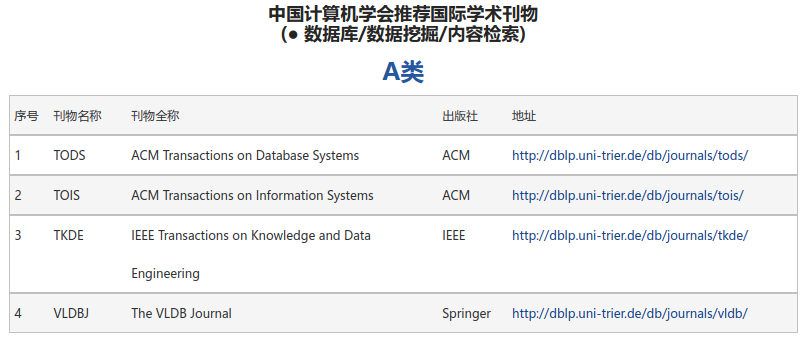 中国计算机学会推荐国际学术刊物
(● 数据库/数据挖掘/内容检索)
A类
序号 刊物名称 刊物全称 出版社 地址
1 TODS ACM Transactions on Database Systems ACM http://dblp.uni-trier.de/db/journals/tods/
2 TOIS ACM Transactions on Information Systems ACM http://dblp.uni-trier.de/db/journals/tois/
3 TKDE IEEE Transactions on Knowledge and Data IEEE http://dblp.uni-trier.de/db/journals/tkde/
Engineering
4 VLDBJ The VLDB Journal Springer http://dblp.uni-trier.de/db/journals/vldb/